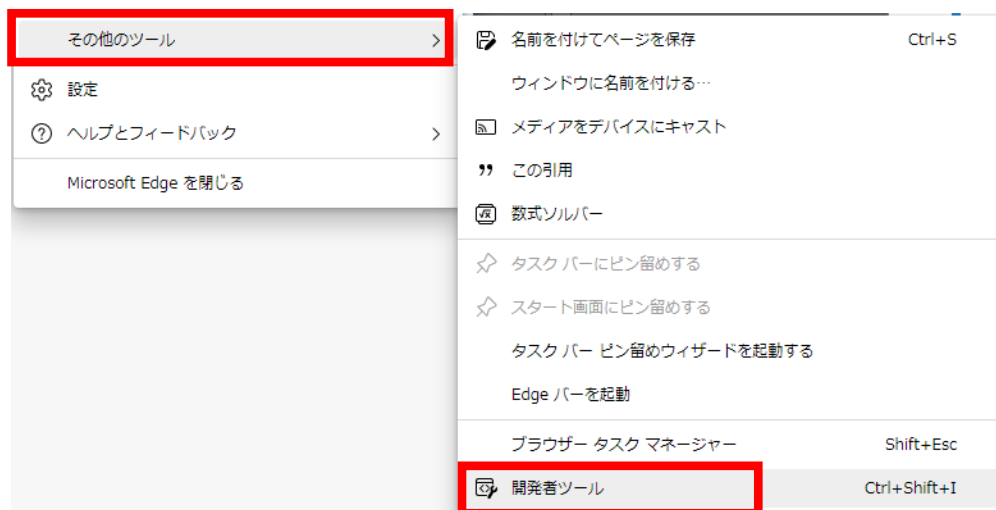 その他のツール
設定
ヘルプとフィードバック
Microsoft Edge を閉じる
名前を付けてページを保存 Ctrl+S
ウィンドウに名前を付ける…
メディアをデバイスにキャスト
この引用
数式ソルバー
タスク バーにピン留めする
スタート画面にピン留めする
タスク バー ピン留めウィザードを起動する
Edge バーを起動
ブラウザー タスク マネージャー Shift+Esc
開発者ツール Ctrl+Shift+I